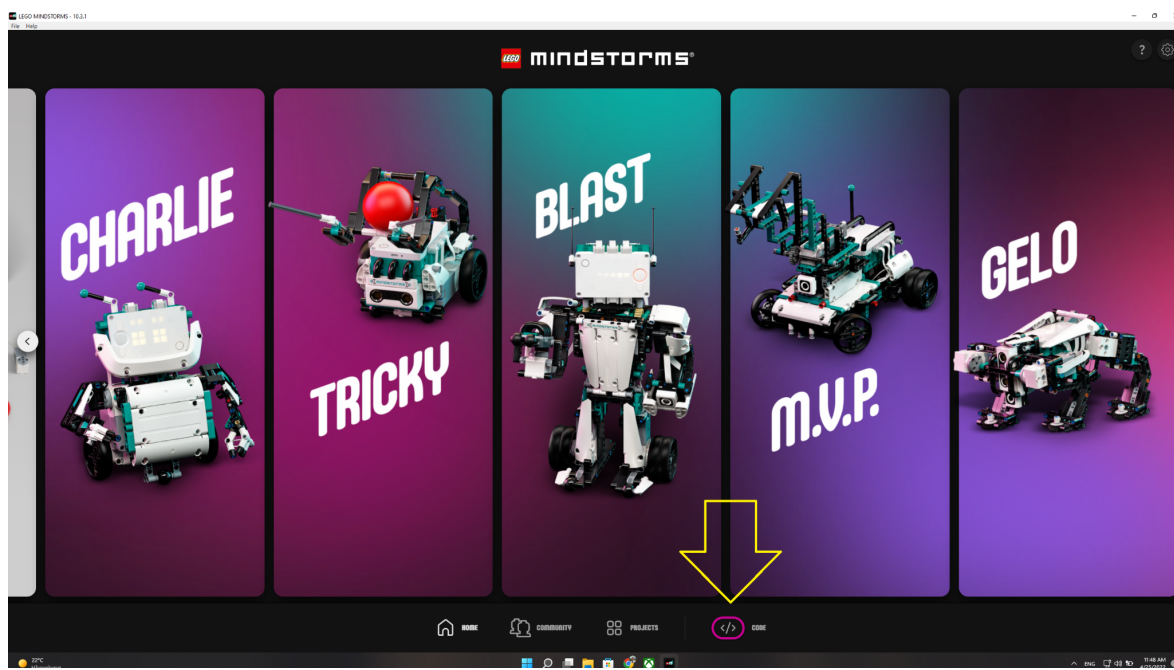 LEGO MINDSTORMS - 10.3.1
File Help
LEGO MINDSTORMS®
?
CHARLIE
TRICKY
BLAST
M.V.P.
GELO
HOME COMMUNITY PROJECTS </> CODE
22°C
ENG 11:48 AM